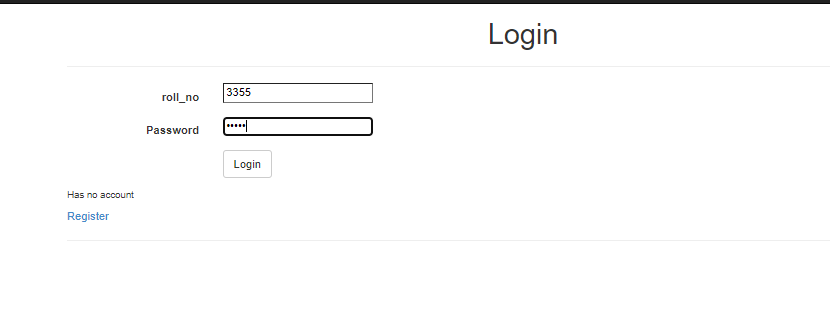 Login
roll_no 3355
Password •••••
Login
Has no account
Register